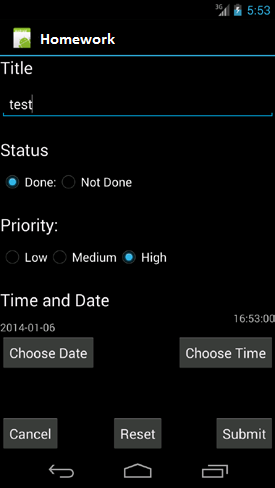 3G 5:53
Homework
Title
test
Status
Done: Not Done
Priority:
Low Medium High
Time and Date
16:53:00
2014-01-06
Choose Date Choose Time
Cancel Reset Submit